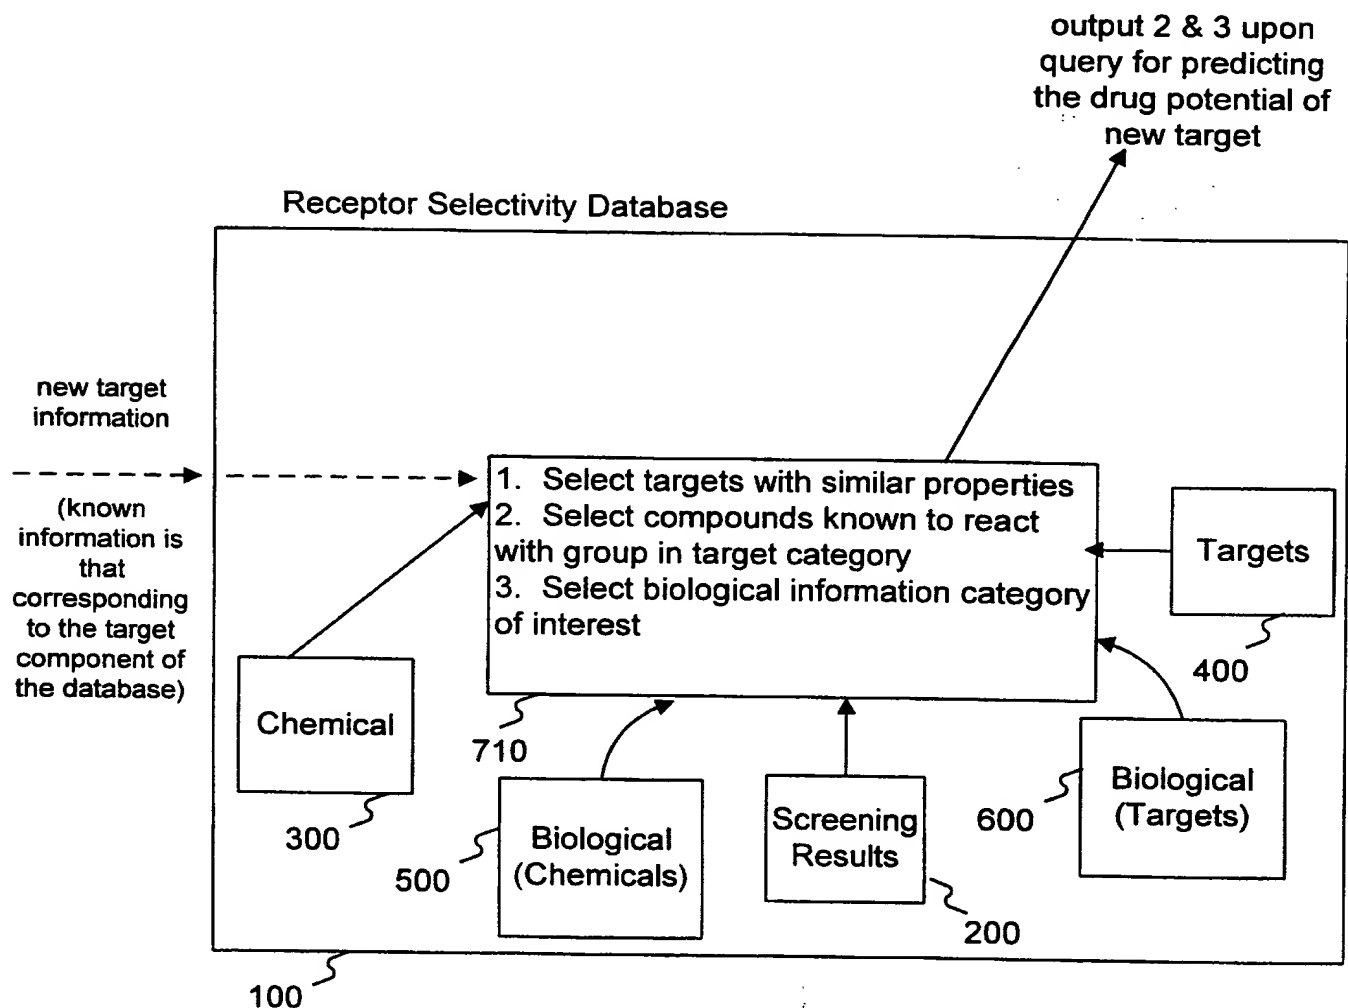 output 2 & 3 upon
query for predicting
the drug potential of
new target
Receptor Selectivity Database
new target
information
(known
information is
that
corresponding
to the target
component of
the database)
1. Select targets with similar properties
2. Select compounds known to react
with group in target category
3. Select biological information category
of interest
Targets
400
Chemical
300
710
Biological
(Chemicals)
500
Screening
Results
200
Biological
(Targets)
600
100